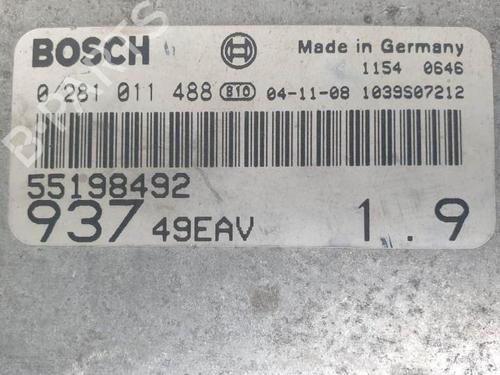 BOSCH Made in Germany
1154 0646
0 281 011 488 810 04-11-08 1039S07212
55198492
937 49EAV 1.9
B-PARTS